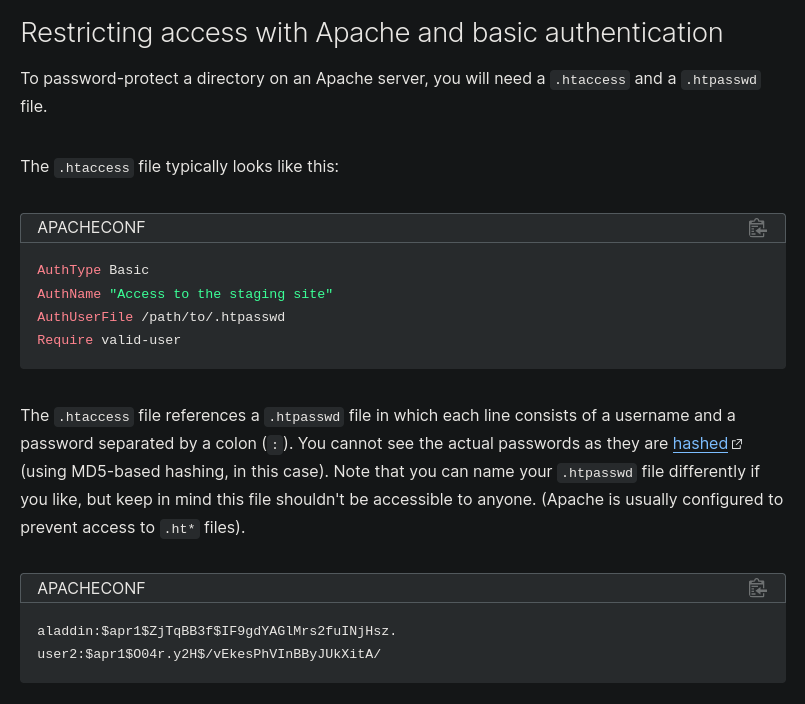 Restricting access with Apache and basic authentication
To password-protect a directory on an Apache server, you will need a .htaccess and a .htpasswd
file.
The .htaccess file typically looks like this:
APACHECONF
AuthType Basic
AuthName "Access to the staging site"
AuthUserFile /path/to/.htpasswd
Require valid-user
The .htaccess file references a .htpasswd file in which each line consists of a username and a
password separated by a colon (:). You cannot see the actual passwords as they are hashed
(using MD5-based hashing, in this case). Note that you can name your .htpasswd file differently if
you like, but keep in mind this file shouldn't be accessible to anyone. (Apache is usually configured to
prevent access to .ht* files).
APACHECONF
aladdin:$apr1$ZjTqBB3f$IF9gdYAGlMrs2fuINjHsz.
user2:$apr1$O04r.y2H$/vEkesPhVInBByJUkXitA/